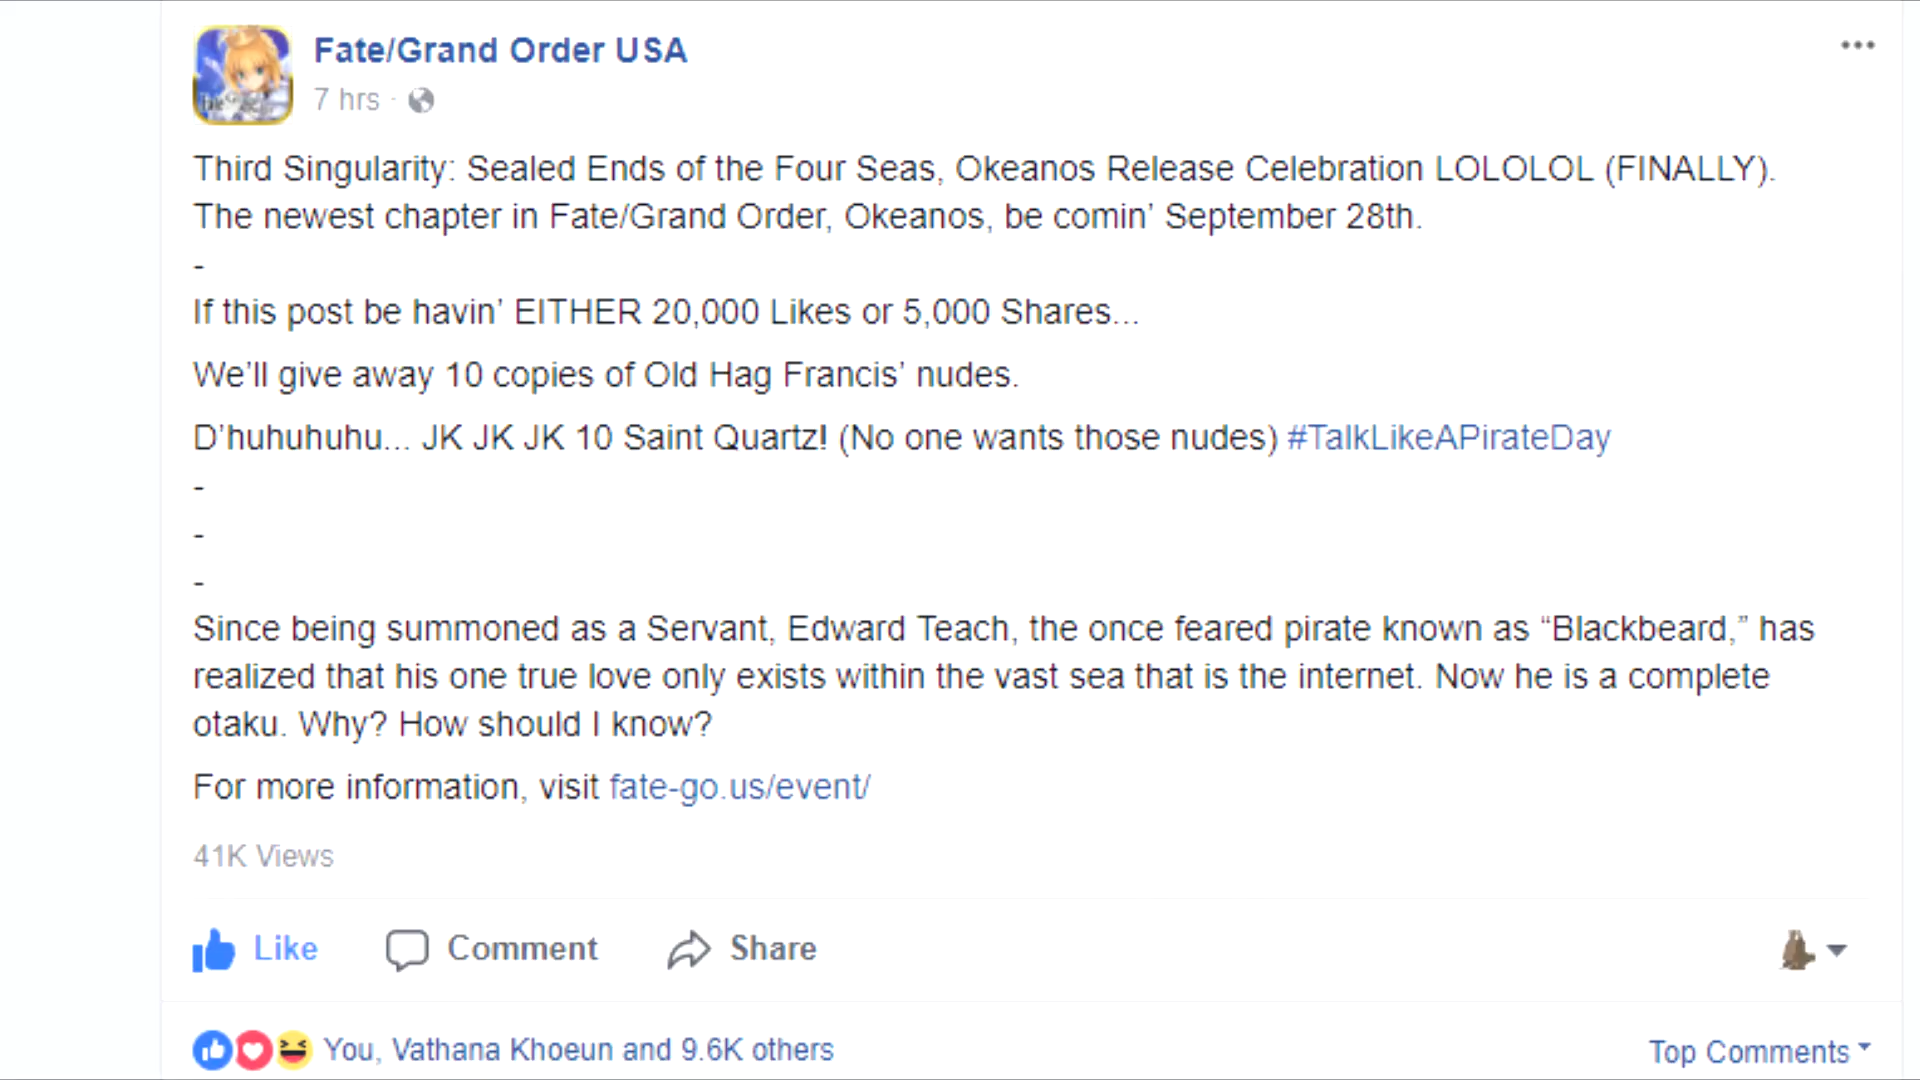 Fate/Grand Order USA
7 hrs ·
Third Singularity: Sealed Ends of the Four Seas, Okeanos Release Celebration LOLOLOL (FINALLY).
The newest chapter in Fate/Grand Order, Okeanos, be comin’ September 28th.
-
If this post be havin’ EITHER 20,000 Likes or 5,000 Shares...
We’ll give away 10 copies of Old Hag Francis’ nudes.
D’huhuhuhu... JK JK JK 10 Saint Quartz! (No one wants those nudes) #TalkLikeAPirateDay
-
-
-
Since being summoned as a Servant, Edward Teach, the once feared pirate known as “Blackbeard,” has
realized that his one true love only exists within the vast sea that is the internet. Now he is a complete
otaku. Why? How should I know?
For more information, visit fate-go.us/event/
41K Views
Like Comment Share
You, Vathana Khoeun and 9.6K others
Top Comments